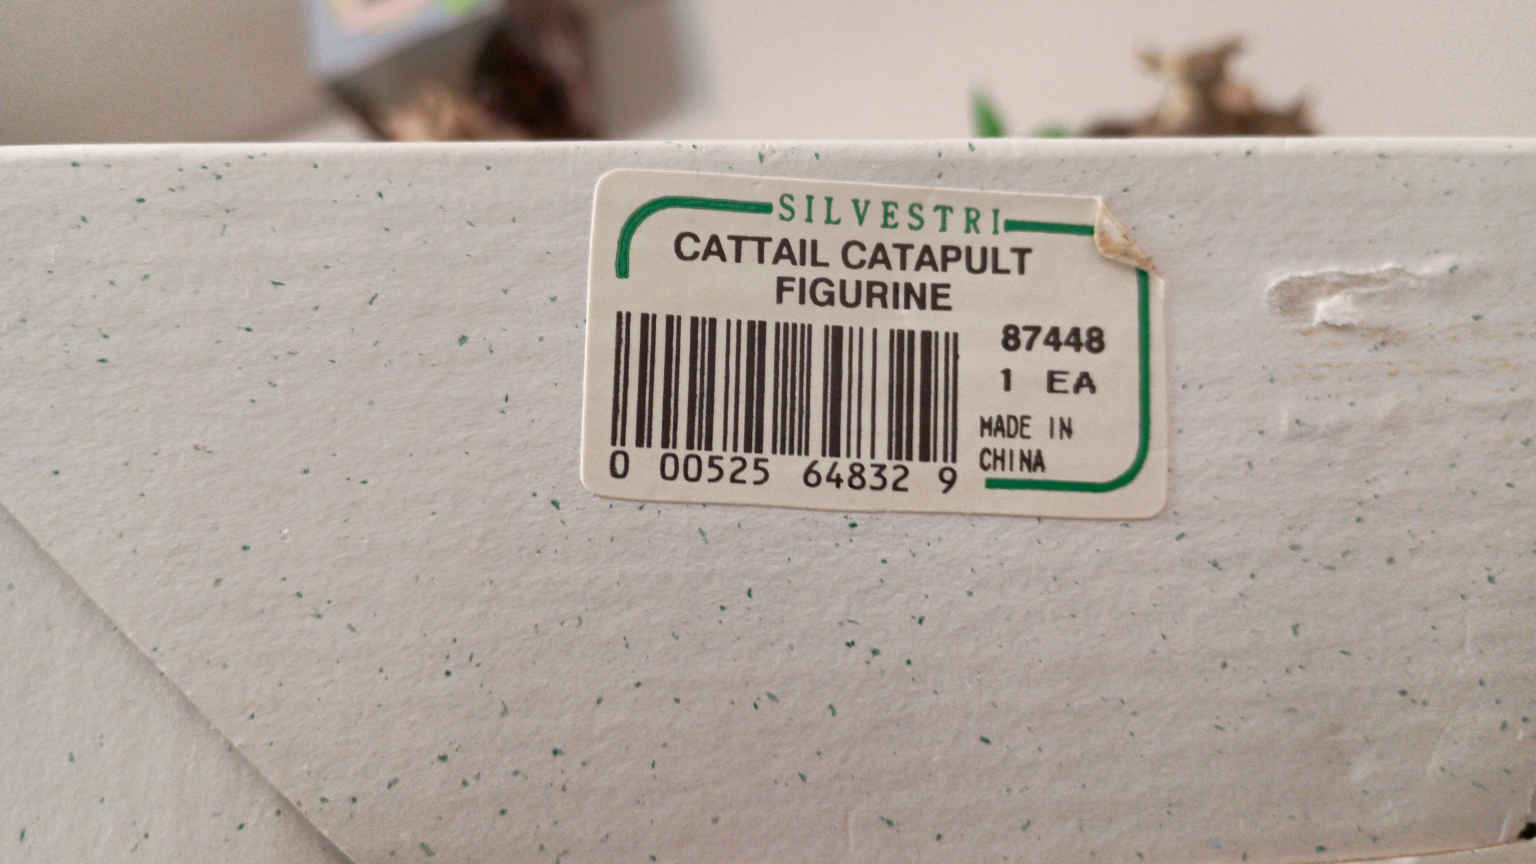 SILVESTRI
CATTAIL CATAPULT
FIGURINE
87448
1 EA
MADE IN
CHINA
0 00525 64832 9